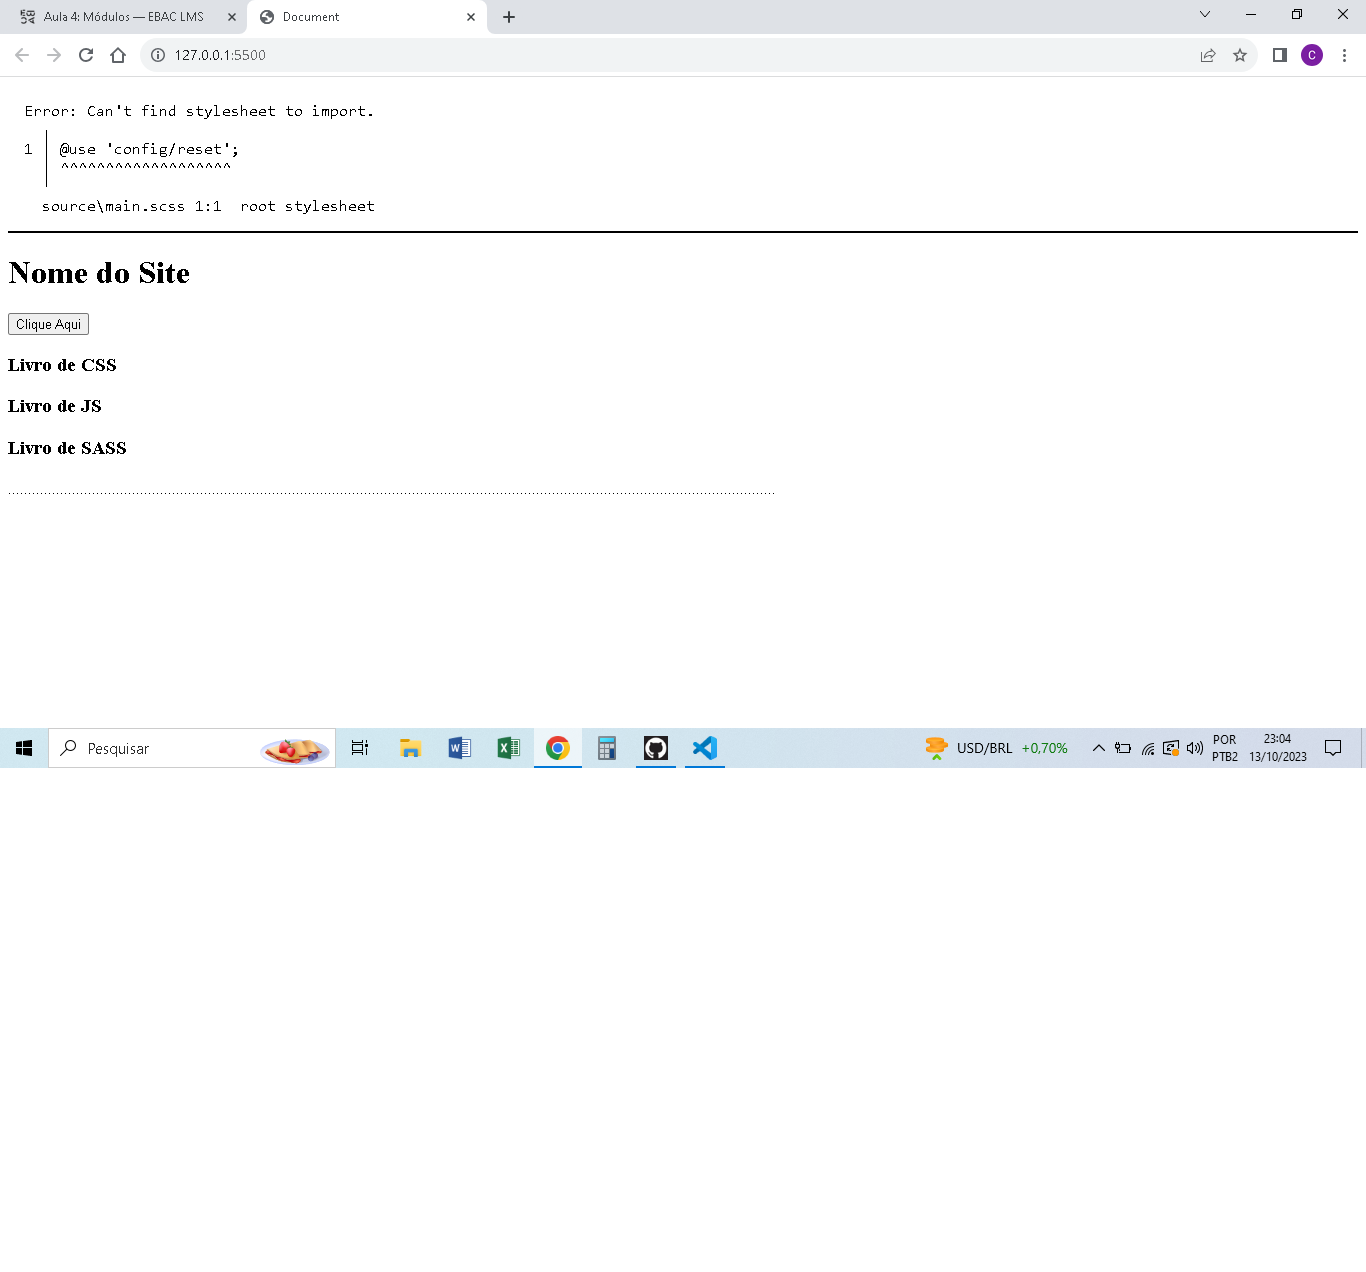 Aula 4: Módulos — EBAC LMS
Document
127.0.0.1:5500
C
Error: Can't find stylesheet to import.
1 @use 'config/reset';
^^^^^^^^^^^^^^^^^^^
source\main.scss 1:1 root stylesheet
Nome do Site
Clique Aqui
Livro de CSS
Livro de JS
Livro de SASS
Pesquisar
USD/BRL +0,70%
POR
PTB2
23:04
13/10/2023